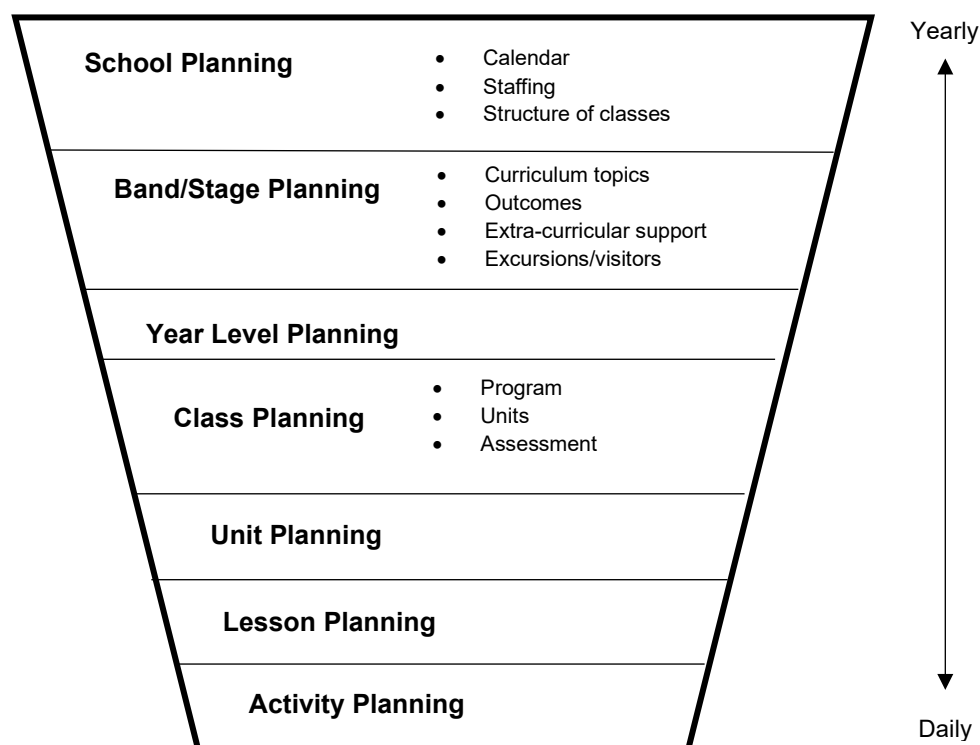 Yearly
School Planning
• Calendar
• Staffing
• Structure of classes
Band/Stage Planning
• Curriculum topics
• Outcomes
• Extra-curricular support
• Excursions/visitors
Year Level Planning
Class Planning
• Program
• Units
• Assessment
Unit Planning
Lesson Planning
Activity Planning
Daily